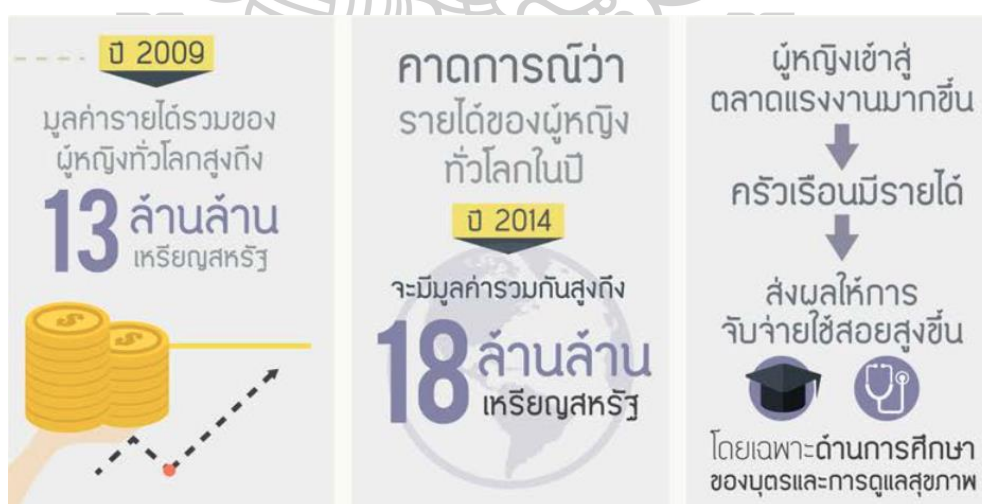 ปี 2009
มูลค่ารายได้รวมของ
ผู้หญิงทั่วโลกสูงถึง
13 ล้านล้าน
เหรียญสหรัฐ
คาดการณ์ว่า
รายได้ของผู้หญิง
ทั่วโลกในปี
ปี 2014
จะมีมูลค่ารวมกันสูงถึง
18 ล้านล้าน
เหรียญสหรัฐ
ผู้หญิงเข้าสู่
ตลาดแรงงานมากขึ้น
ครัวเรือนมีรายได้
ส่งผลให้การ
จับจ่ายใช้สอยสูงขึ้น
โดยเฉพาะด้านการศึกษา
ของบุตรและการดูแลสุขภาพ